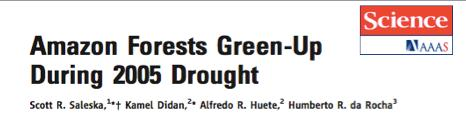 Science
AAAS
Amazon Forests Green-Up
During 2005 Drought
Scott R. Saleska,¹*† Kamel Didan,²* Alfredo R. Huete,² Humberto R. da Rocha³